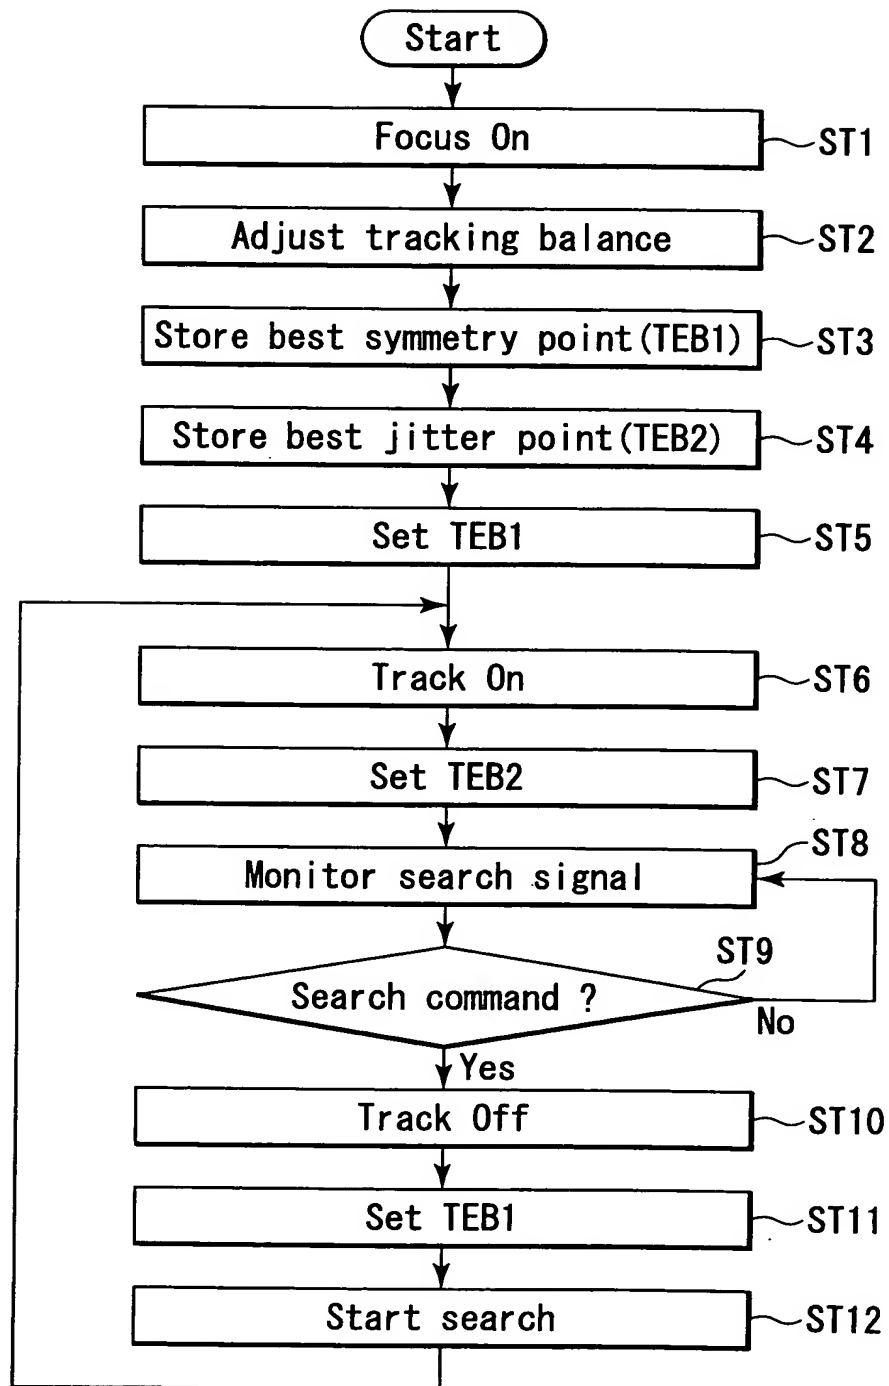 Start
Focus On
ST1
Adjust tracking balance
ST2
Store best symmetry point(TEB1)
ST3
Store best jitter point(TEB2)
ST4
Set TEB1
ST5
Track On
ST6
Set TEB2
ST7
Monitor search signal
ST8
Search command ?
ST9
No
Yes
Track Off
ST10
Set TEB1
ST11
Start search
ST12